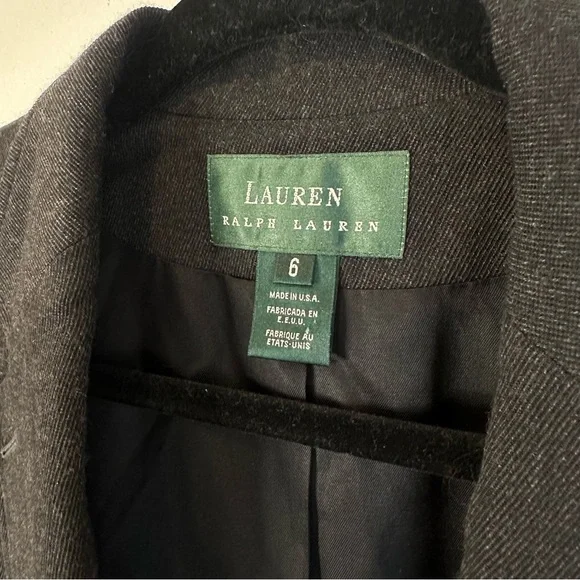 LAUREN
RALPH LAUREN
6
MADE IN U.S.A.
FABRICADA EN
E.E.U.U.
FABRIQUE AU
ETATS-UNIS